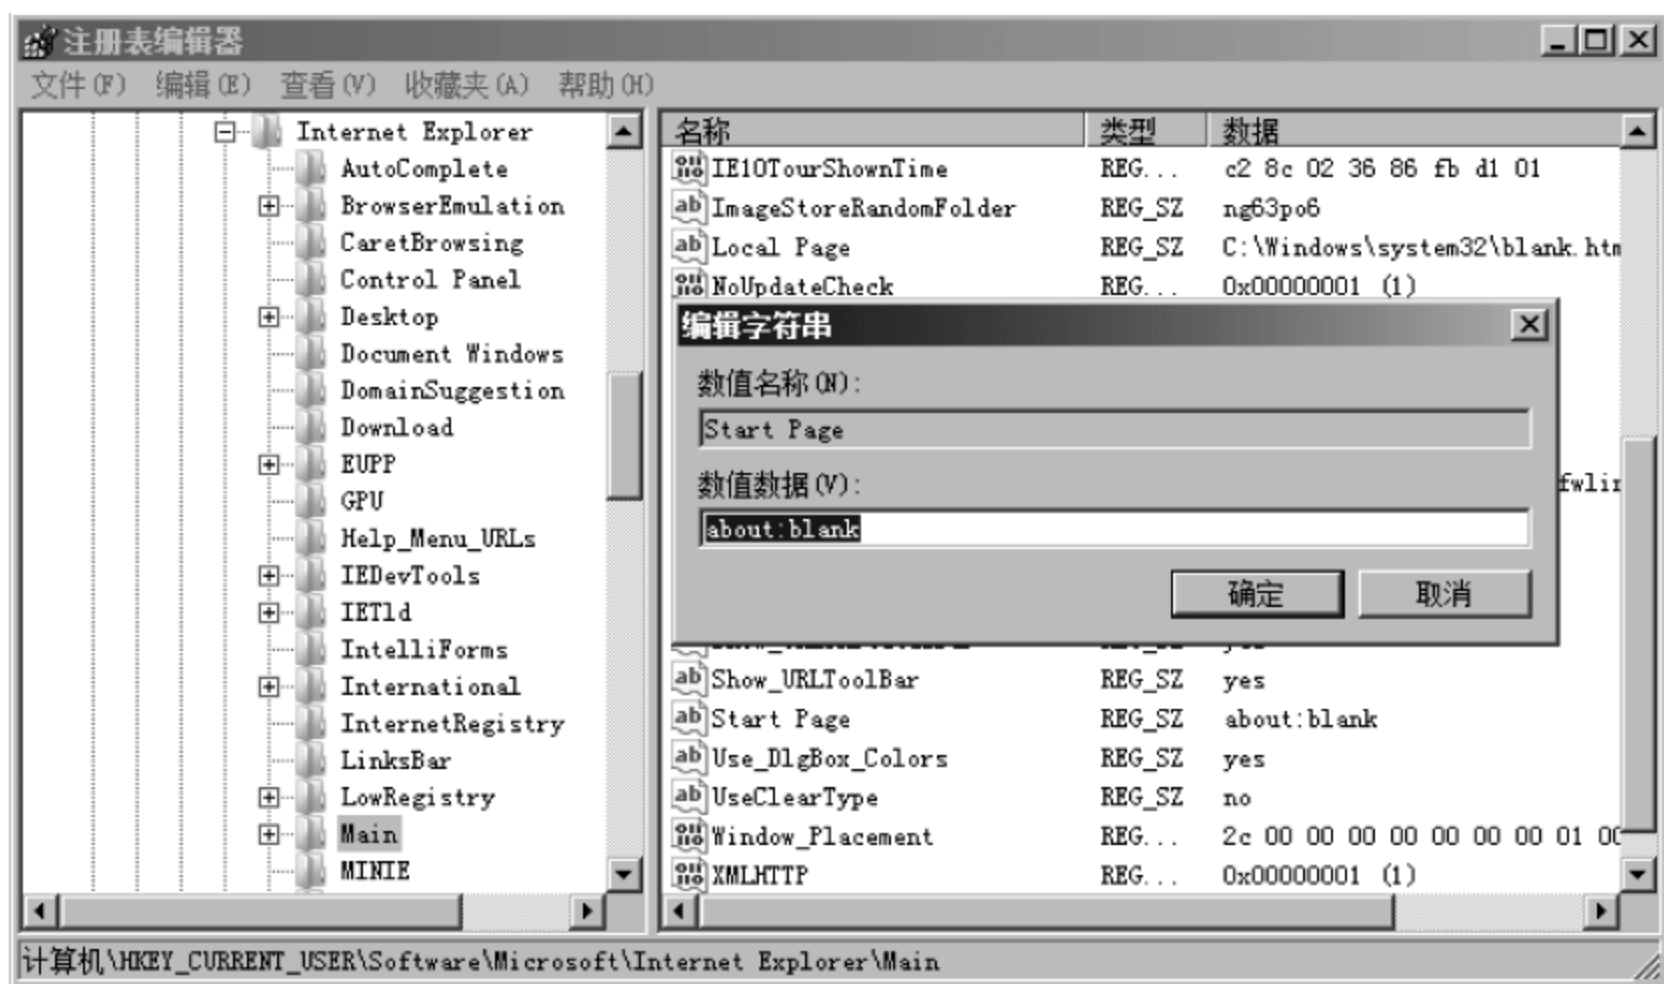 注册表编辑器
文件(F) 编辑(E) 查看(V) 收藏夹(A) 帮助(H)
Internet Explorer
AutoComplete
BrowserEmulation
CaretBrowsing
Control Panel
Desktop
Document Windows
DomainSuggestion
Download
EUPP
GPU
Help_Menu_URLs
IEDevTools
IETld
IntelliForms
International
InternetRegistry
LinksBar
LowRegistry
Main
MINIE
名称 类型 数据
IE10TourShownTime REG... c2 8c 02 36 86 fb d1 01
ImageStoreRandomFolder REG_SZ ng63po6
Local Page REG_SZ C:\Windows\system32\blank.htm
NoUpdateCheck REG... 0x00000001 (1)
编辑字符串
数值名称(N):
Start Page
数值数据(V):
about:blank
确定 取消
Show_URLToolBar REG_SZ yes
Start Page REG_SZ about:blank
Use_DlgBox_Colors REG_SZ yes
UseClearType REG_SZ no
Window_Placement REG... 2c 00 00 00 00 00 00 00 01 00
XMLHTTP REG... 0x00000001 (1)
计算机\HKEY_CURRENT_USER\Software\Microsoft\Internet Explorer\Main